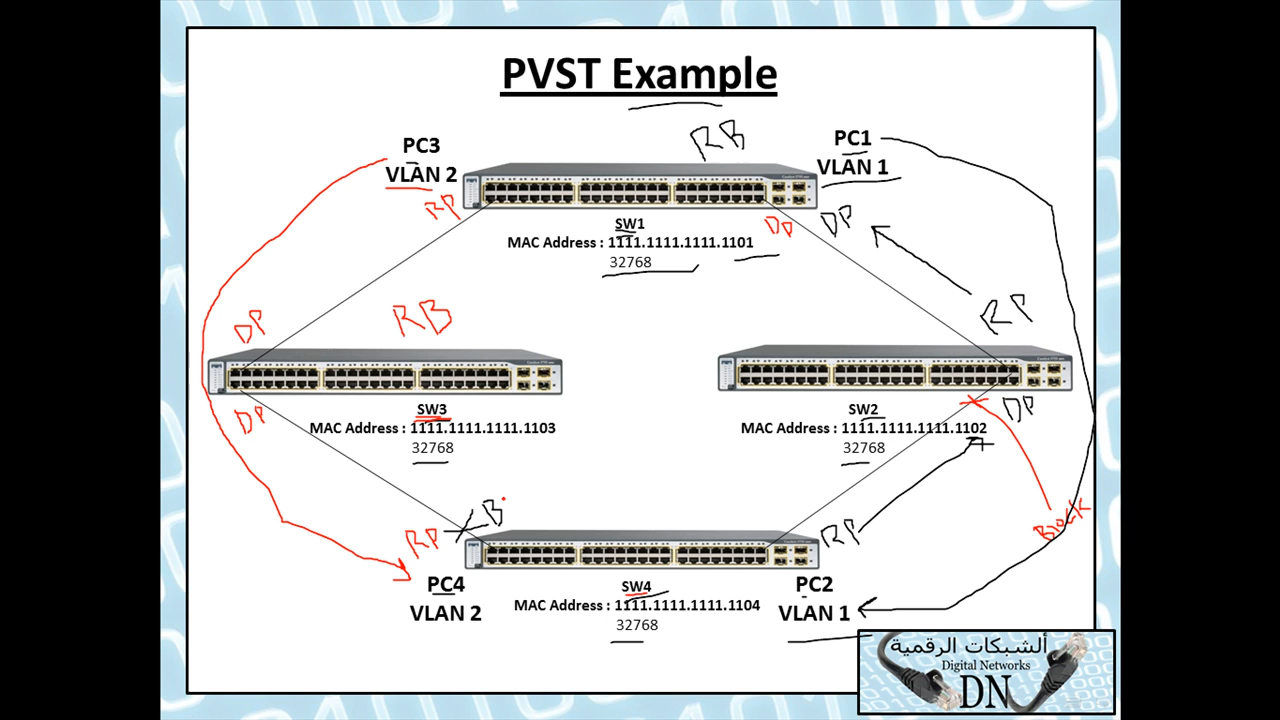 PVST Example
RB
PC3
VLAN 2
PC1
VLAN 1
RP
SW1
DP
DP
MAC Address : 1111.1111.1111.1101
32768
DP
RB
RP
SW3
DP
MAC Address : 1111.1111.1111.1103
32768
SW2
DP
MAC Address : 1111.1111.1111.1102
32768
B
RP
RP
Block
PC4
VLAN 2
SW4
MAC Address : 1111.1111.1111.1104
32768
PC2
VLAN 1
ألشبكات الرقمية
Digital Networks
DN